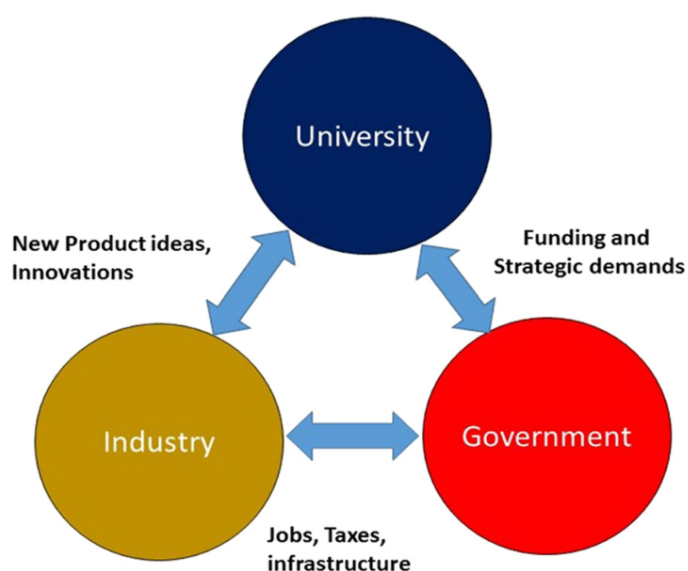 University
New Product ideas,
Innovations
Funding and
Strategic demands
Industry
Government
Jobs, Taxes,
infrastructure